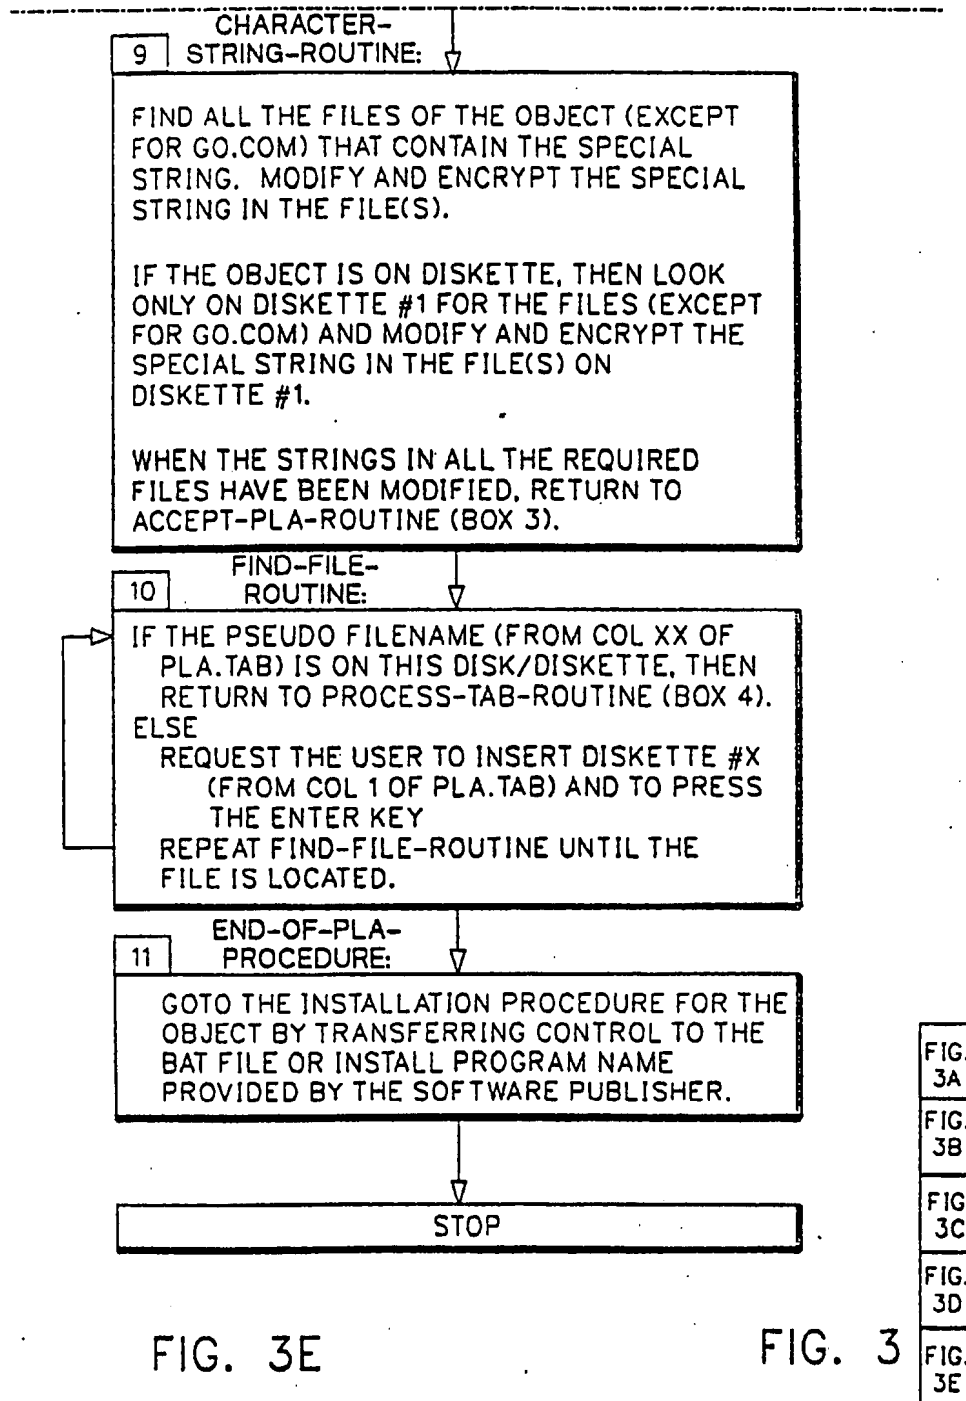 CHARACTER-
9 STRING-ROUTINE:
FIND ALL THE FILES OF THE OBJECT (EXCEPT
FOR GO.COM) THAT CONTAIN THE SPECIAL
STRING. MODIFY AND ENCRYPT THE SPECIAL
STRING IN THE FILE(S).
IF THE OBJECT IS ON DISKETTE, THEN LOOK
ONLY ON DISKETTE #1 FOR THE FILES (EXCEPT
FOR GO.COM) AND MODIFY AND ENCRYPT THE
SPECIAL STRING IN THE FILE(S) ON
DISKETTE #1.
WHEN THE STRINGS IN ALL THE REQUIRED
FILES HAVE BEEN MODIFIED, RETURN TO
ACCEPT-PLA-ROUTINE (BOX 3).
FIND-FILE-
10 ROUTINE:
IF THE PSEUDO FILENAME (FROM COL XX OF
PLA.TAB) IS ON THIS DISK/DISKETTE, THEN
RETURN TO PROCESS-TAB-ROUTINE (BOX 4).
ELSE
REQUEST THE USER TO INSERT DISKETTE #X
(FROM COL 1 OF PLA.TAB) AND TO PRESS
THE ENTER KEY
REPEAT FIND-FILE-ROUTINE UNTIL THE
FILE IS LOCATED.
END-OF-PLA-
11 PROCEDURE:
GOTO THE INSTALLATION PROCEDURE FOR THE
OBJECT BY TRANSFERRING CONTROL TO THE
BAT FILE OR INSTALL PROGRAM NAME
PROVIDED BY THE SOFTWARE PUBLISHER.
STOP
FIG. 3E
FIG. 3
FIG.
3A
FIG.
3B
FIG
3C
FIG.
3D
FIG.
3E